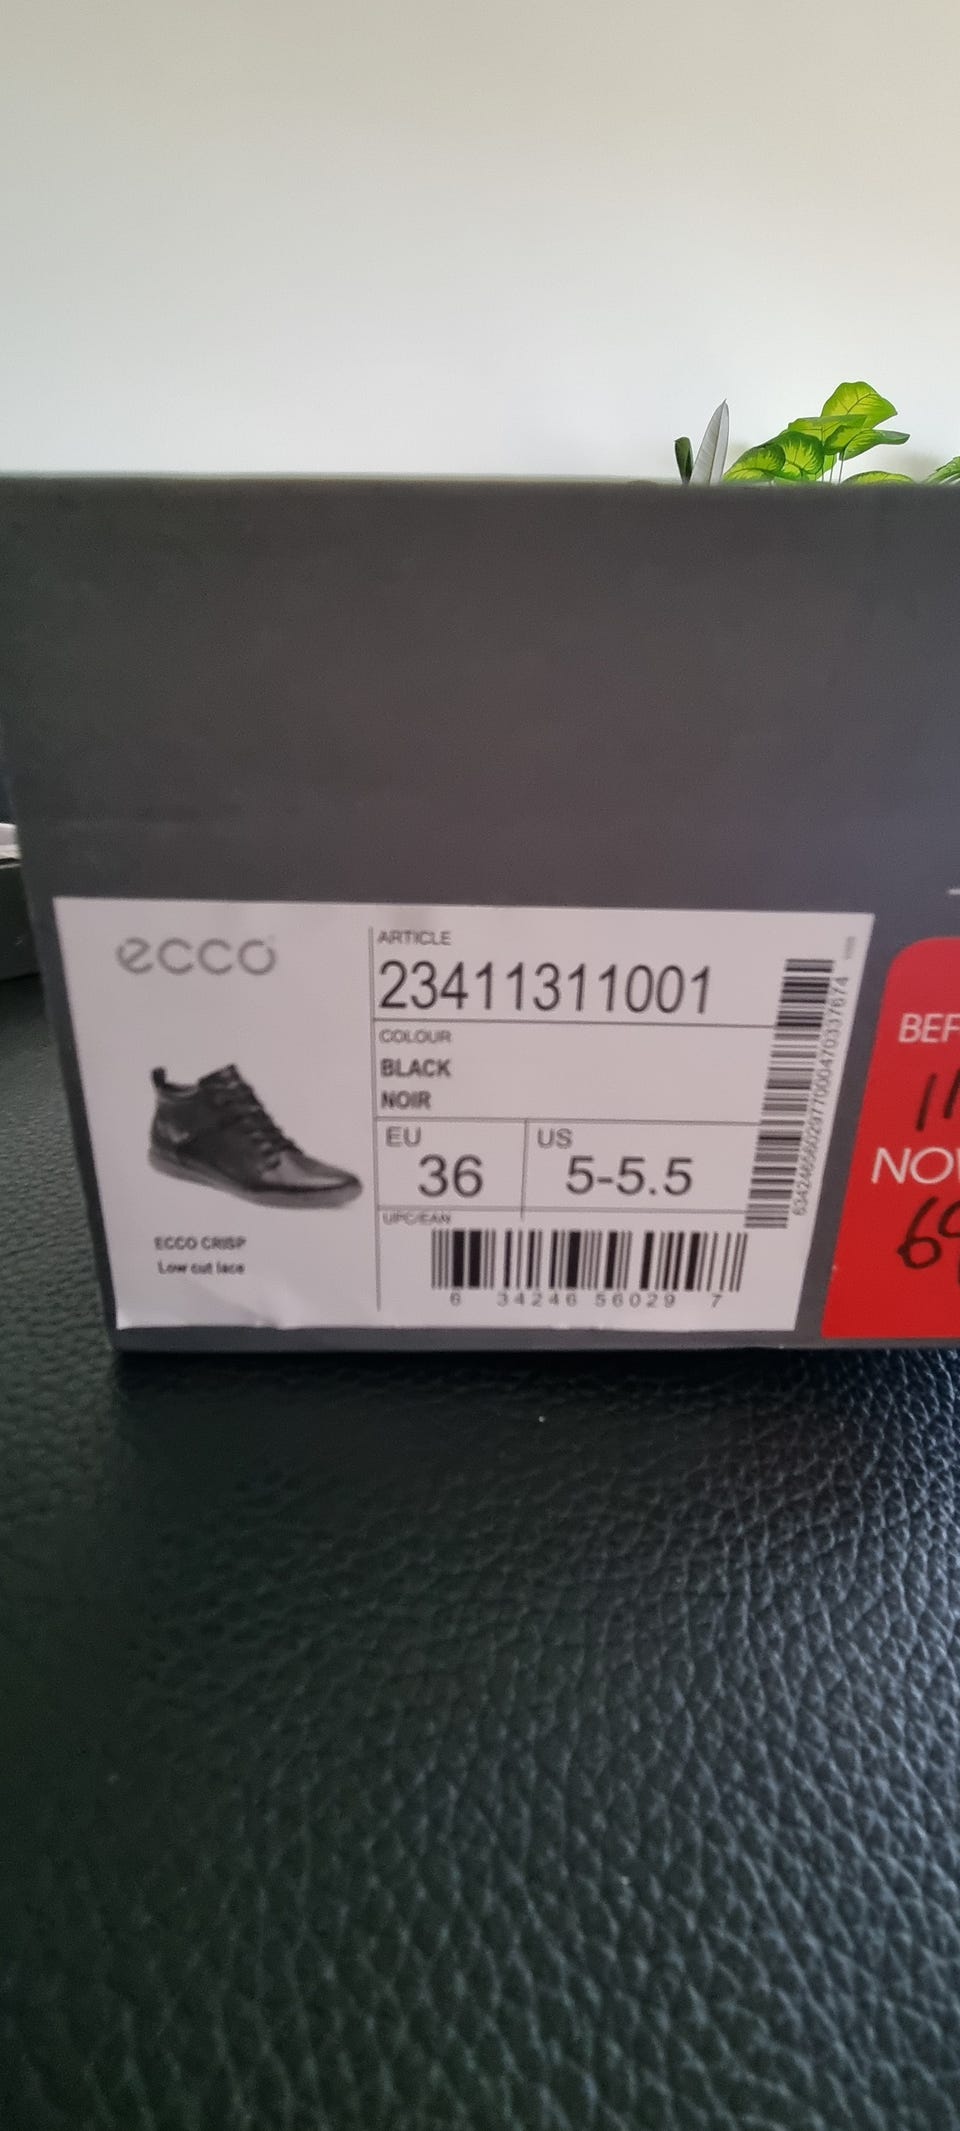 ecco
ARTICLE
23411311001
COLOUR
BLACK
NOIR
EU
36
US
5-5.5
UPC/EAN
6 34246 56029 7
ECCO CRISP
Low cut lace
BEF
NOW